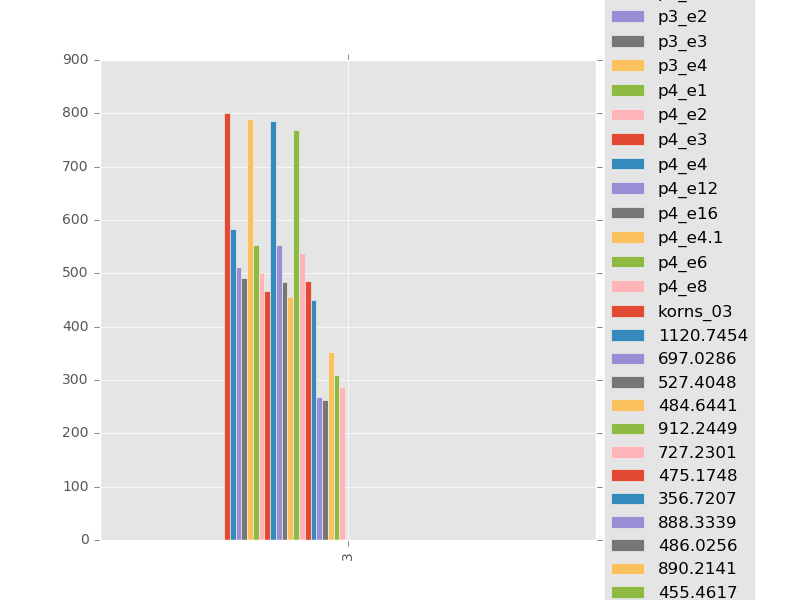 900
800
700
600
500
400
300
200
100
0
3
p3_e2
p3_e3
p3_e4
p4_e1
p4_e2
p4_e3
p4_e4
p4_e12
p4_e16
p4_e4.1
p4_e6
p4_e8
korns_03
1120.7454
697.0286
527.4048
484.6441
912.2449
727.2301
475.1748
356.7207
888.3339
486.0256
890.2141
455.4617